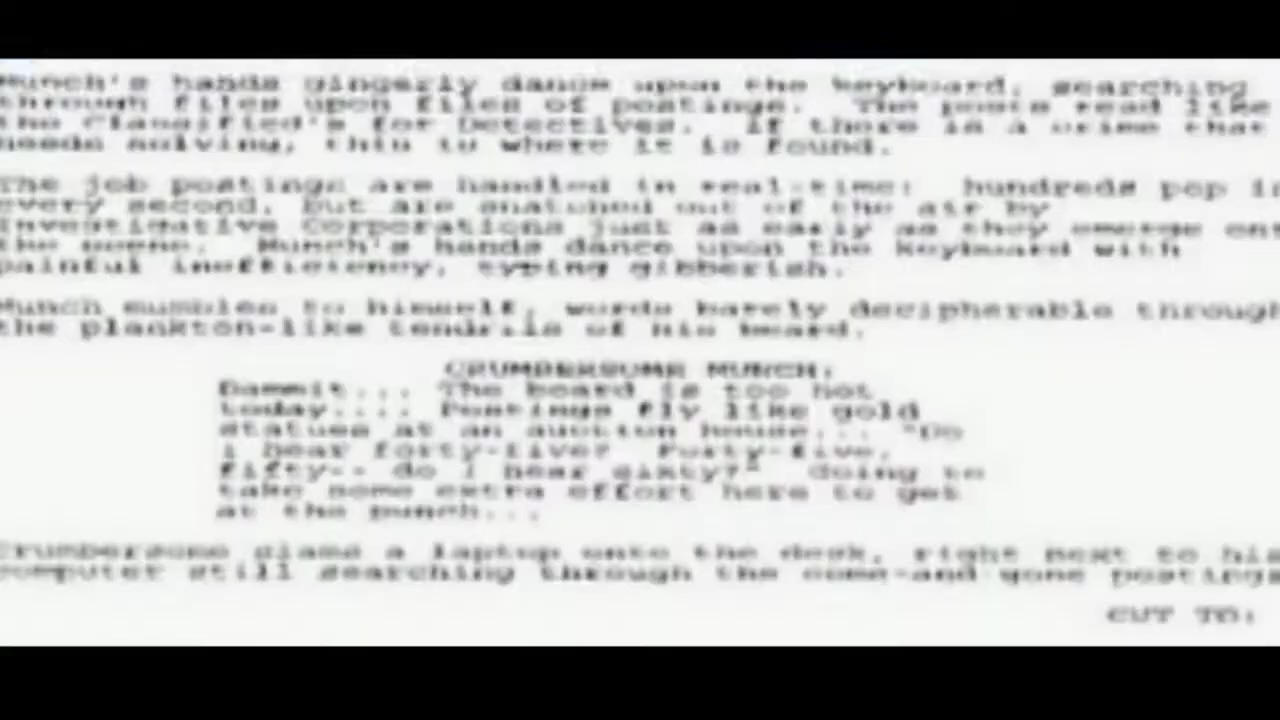 Munch's hands gingerly dance upon the keyboard, searching
through files upon files of postings. The posts read like
the Classified's for Detectives. If there is a crime that
needs solving, this is where it is found.
The job postings are handled in real-time: hundreds pop in
every second, but are snatched out of the air by
Investigative Corporations just as easily as they emerge
the scene. Munch's hands dance upon the keyboard with
painful inefficiency, typing gibberish.
Munch mumbles to himself, words barely decipherable through
the plankton-like tendrils of his beard.
CRUMBERSOME MUNCH:
Dammit... The board is too hot
today.... Postings fly like gold
statues at an auction house... "Do
I hear forty-five? Forty-five,
fifty-- do I hear sixty?" Going to
take some extra effort here to get
at the punch...
Crumbersome slams a laptop onto the desk, right next to his
computer still searching through the come-and-gone postings
CUT TO: